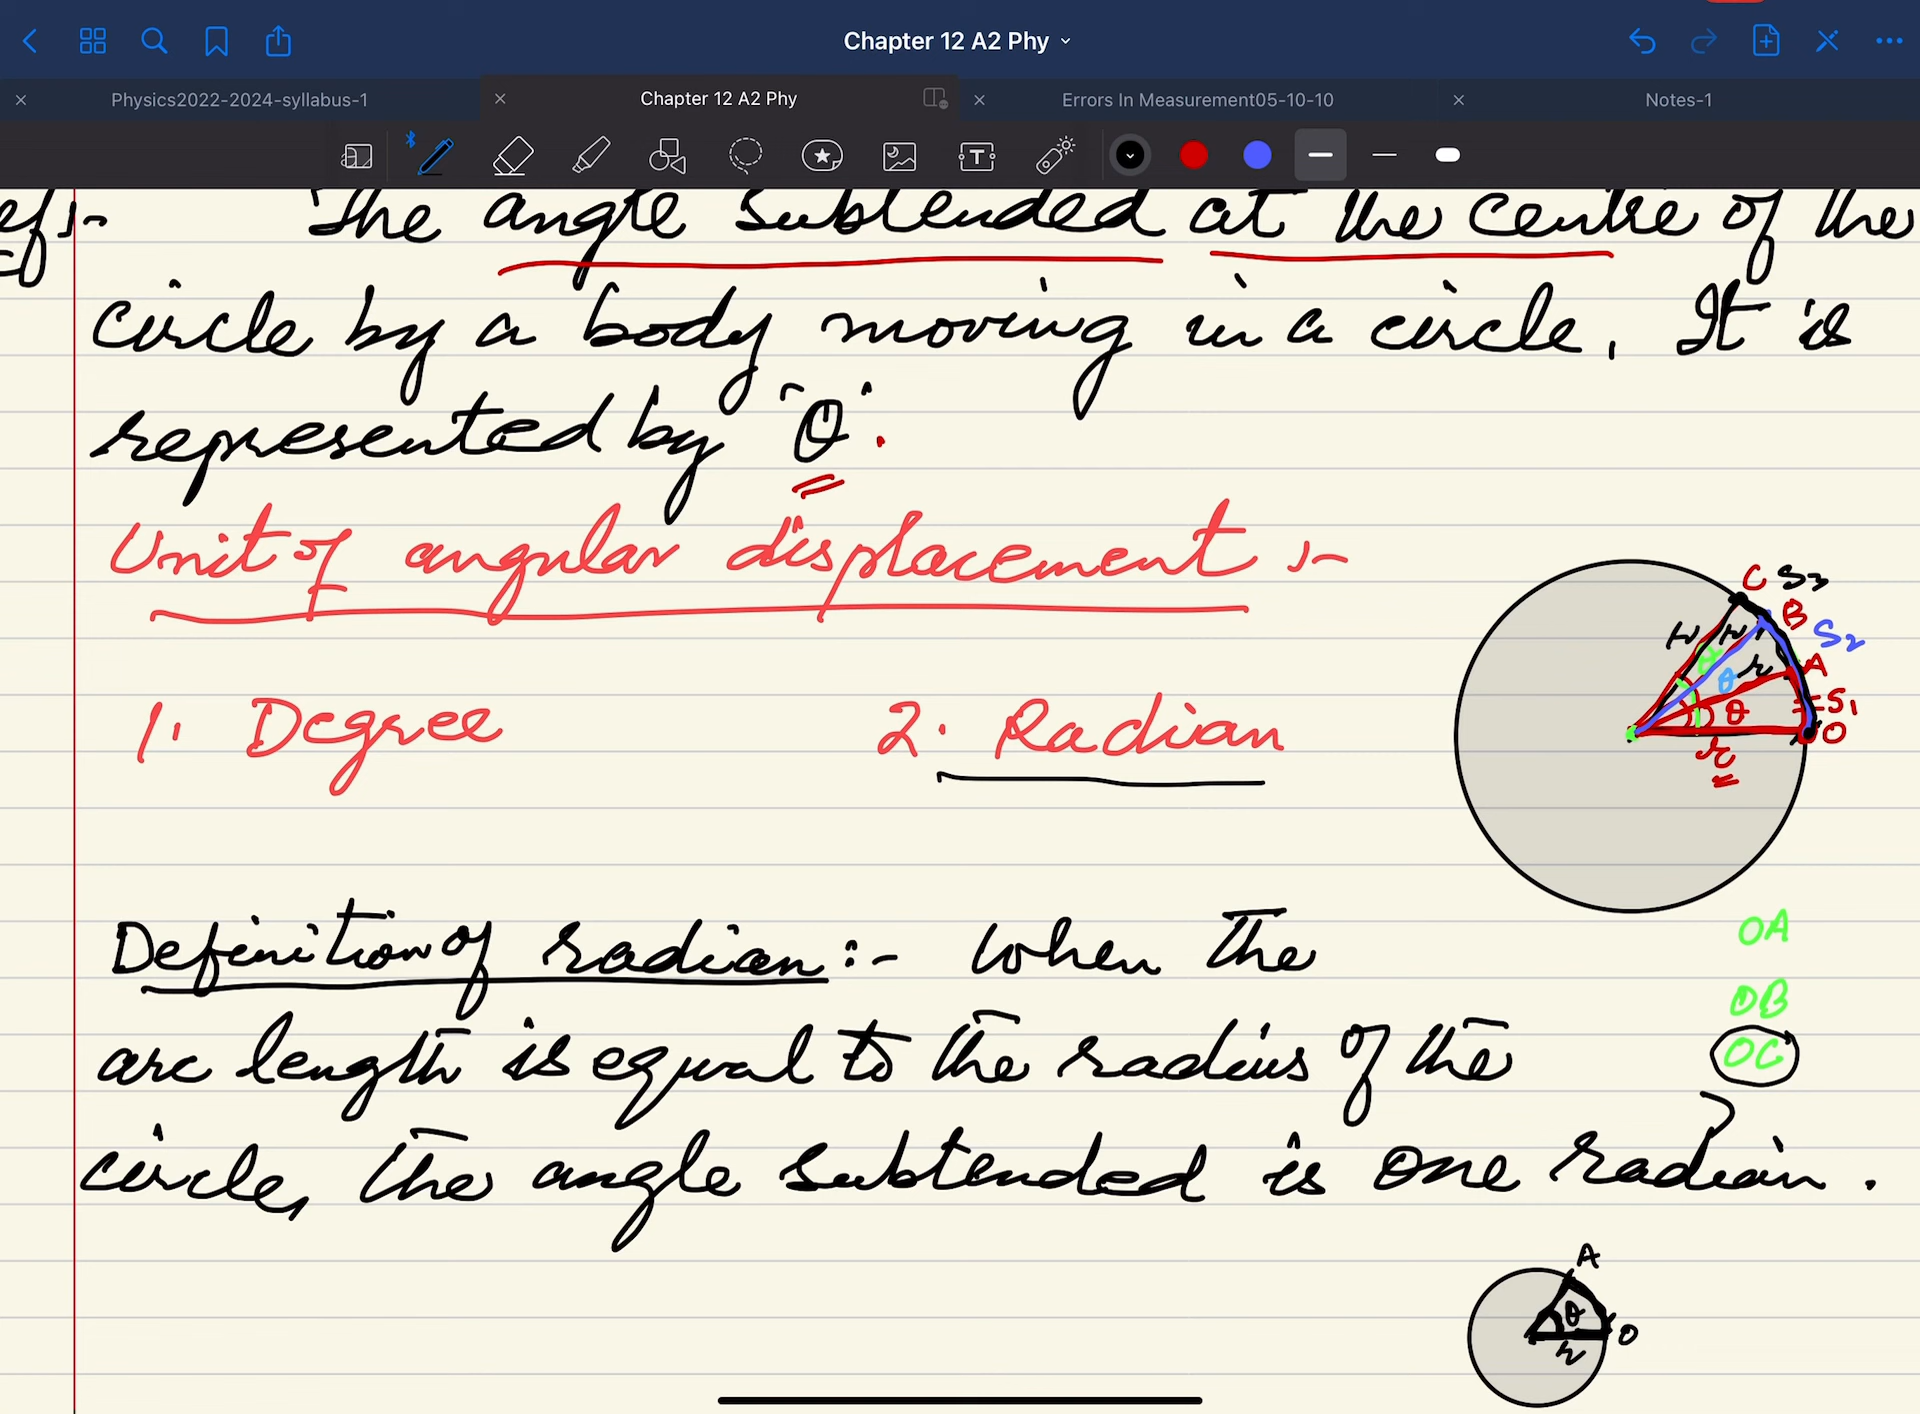 Chapter 12 A2 Phy
Physics2022-2024-syllabus-1
Chapter 12 A2 Phy
Errors In Measurement05-10-10
Notes-1
The angle subtended at the centre of the
circle by a body moving in a circle. It is
represented by "θ".
Unit of angular displacement :-
1. Degree 2. Radian
C S3
B
S2
r r r A
θ θ S1
O
r
Definition of radian :- When the
OA
OB
arc length is equal to the radius of the
OC
circle, the angle subtended is one radian.
A
θ
O
r